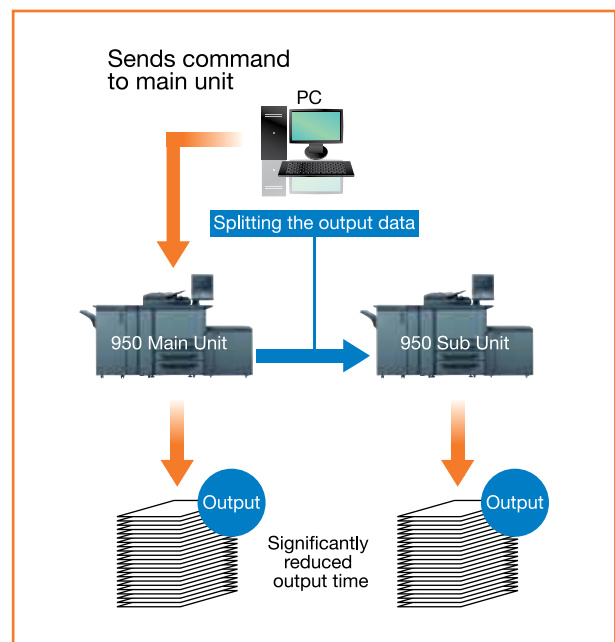 Sends command
to main unit
PC
Splitting the output data
950 Main Unit
950 Sub Unit
Output
Output
Significantly
reduced
output time